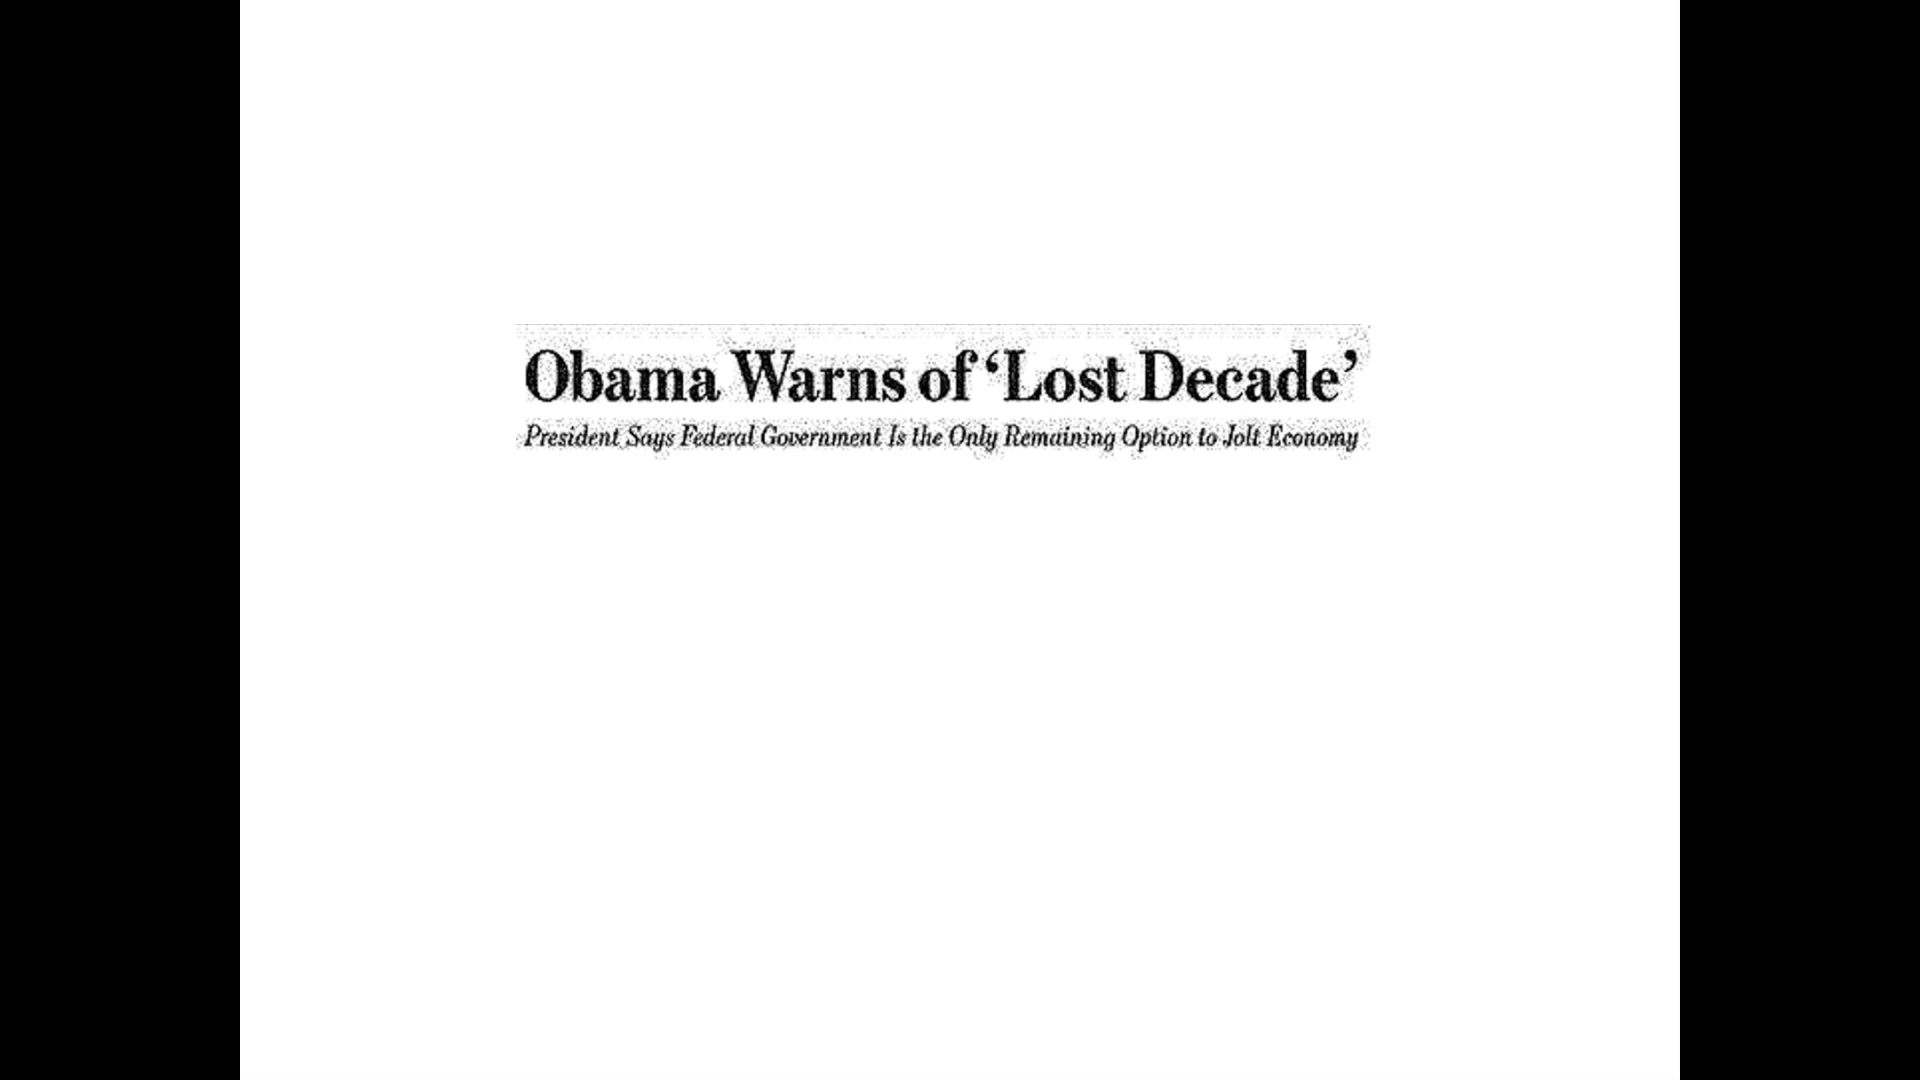 Obama Warns of ‘Lost Decade’
President Says Federal Government Is the Only Remaining Option to Jolt Economy